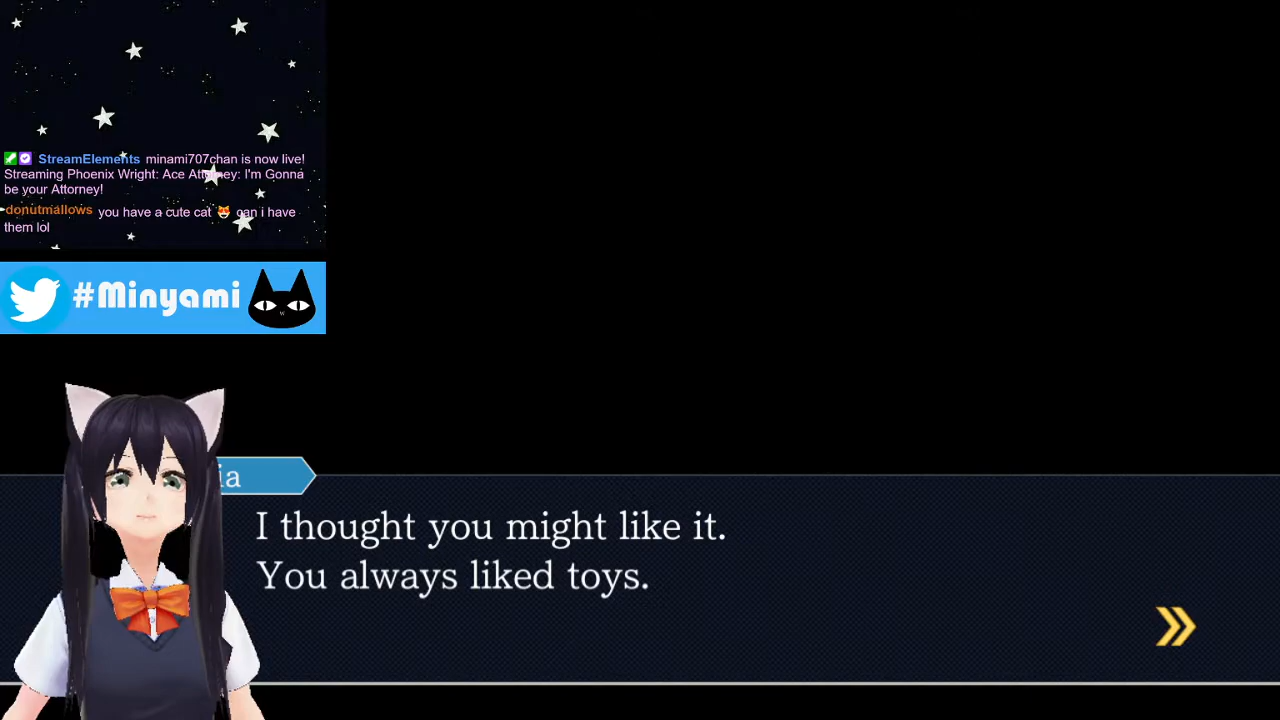 StreamElements minami707chan is now live!
Streaming Phoenix Wright: Ace Attorney: I'm Gonna
be your Attorney!
donutmallows you have a cute cat 😻 can i have
them lol
#Minyami
w
ia
I thought you might like it.
You always liked toys.